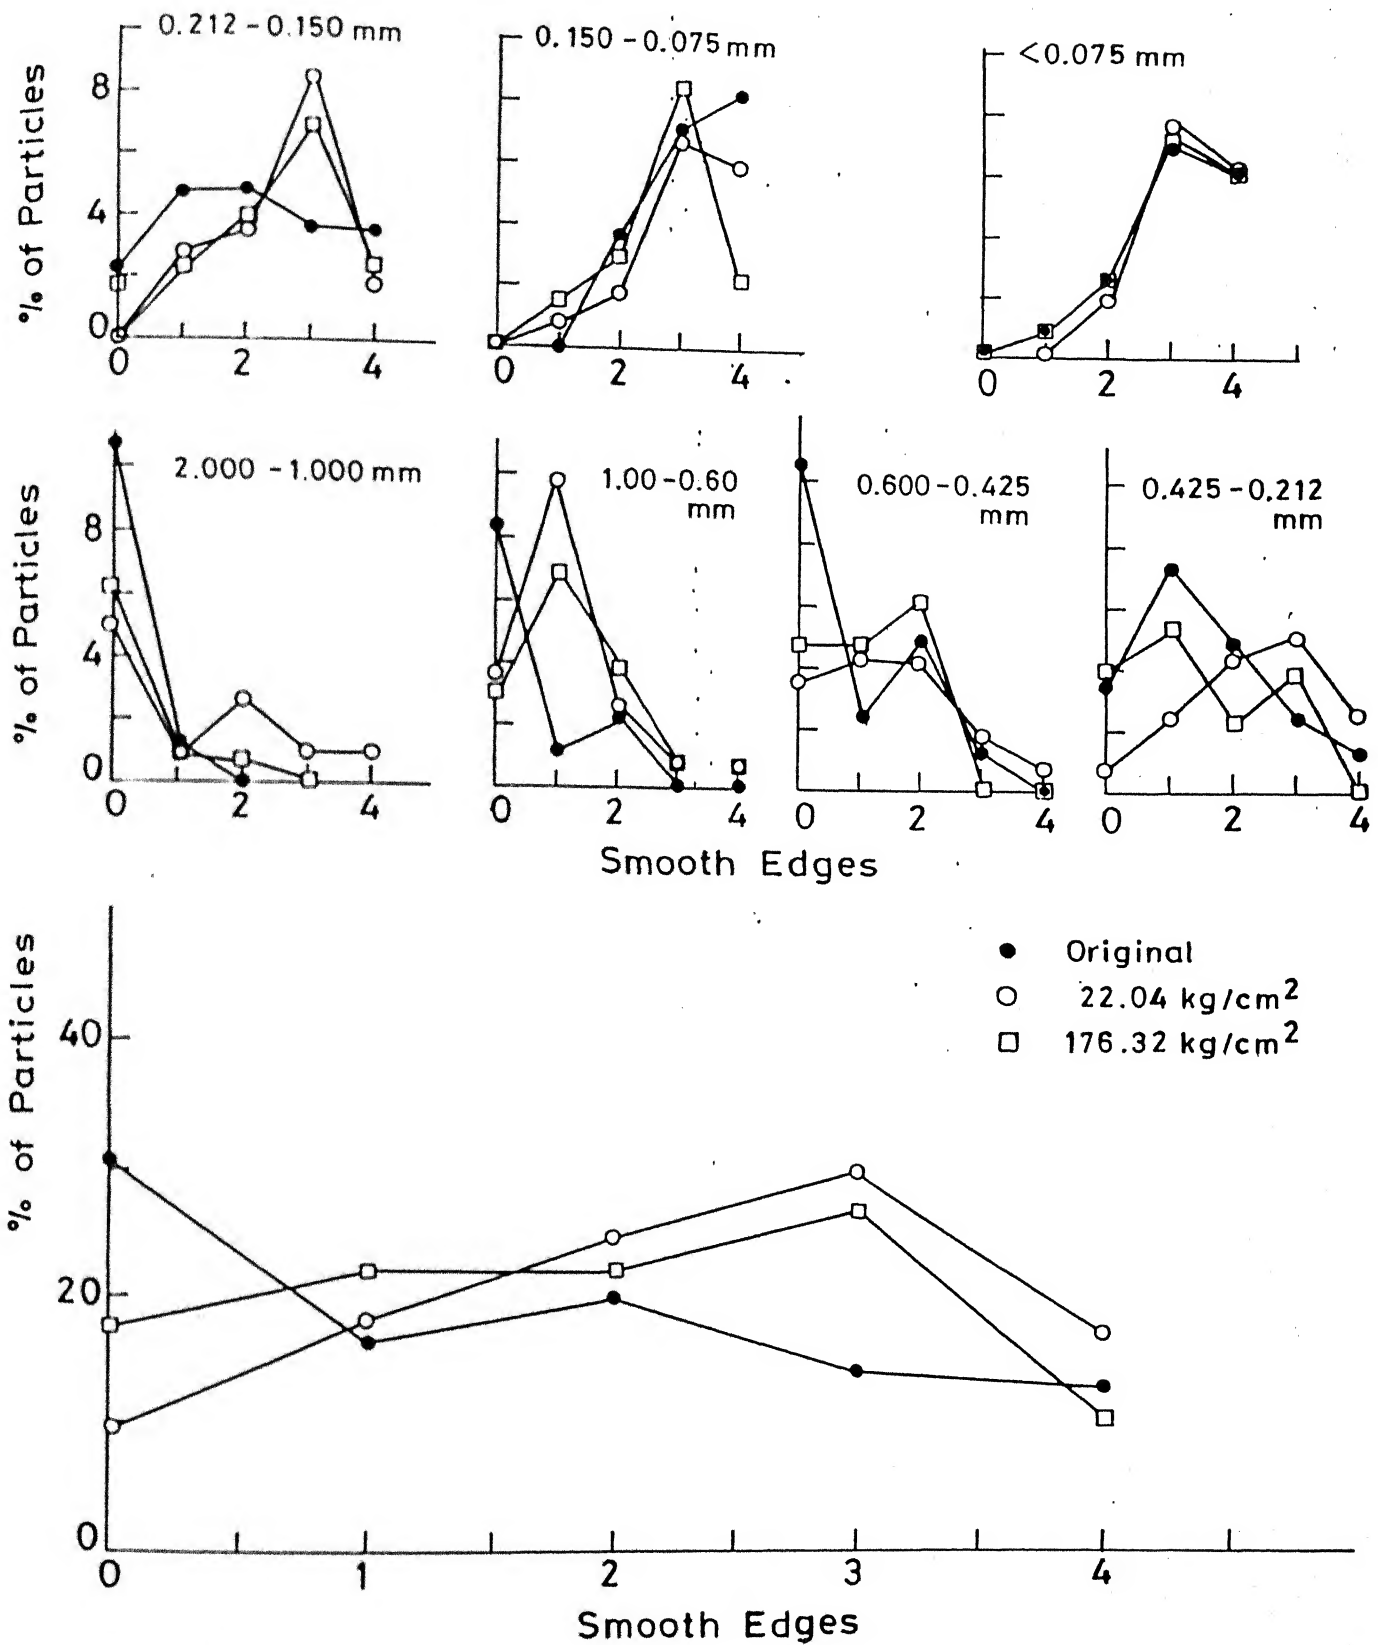 0.212 - 0.150 mm
0.150 - 0.075 mm
<0.075 mm
% of Particles
8
4
0
0 2 4
0 2 4
0 2 4
2.000 - 1.000 mm
1.00 - 0.60
mm
0.600 - 0.425
mm
0.425 - 0.212
mm
% of Particles
8
4
0
0 2 4
0 2 4
0 2 4
0 2 4
Smooth Edges
% of Particles
40
20
0
Original
22.04 kg/cm²
176.32 kg/cm²
0 1 2 3 4
Smooth Edges